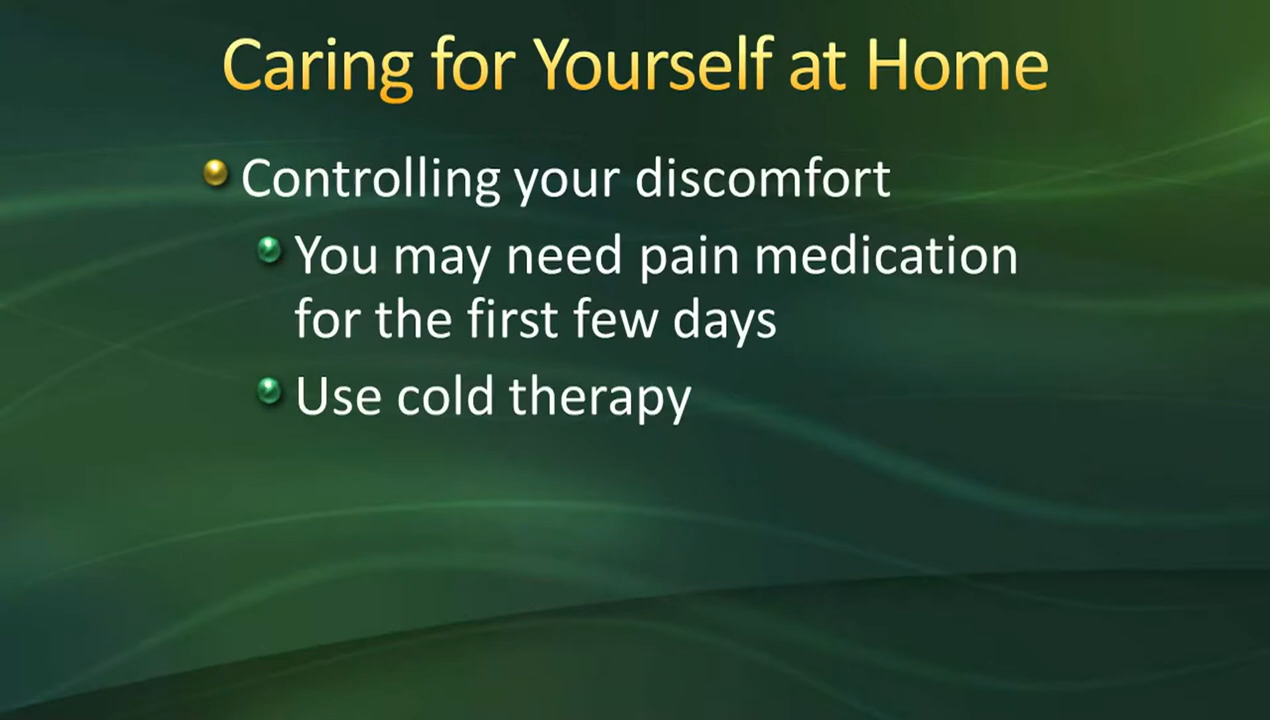 Caring for Yourself at Home
Controlling your discomfort
You may need pain medication
for the first few days
Use cold therapy